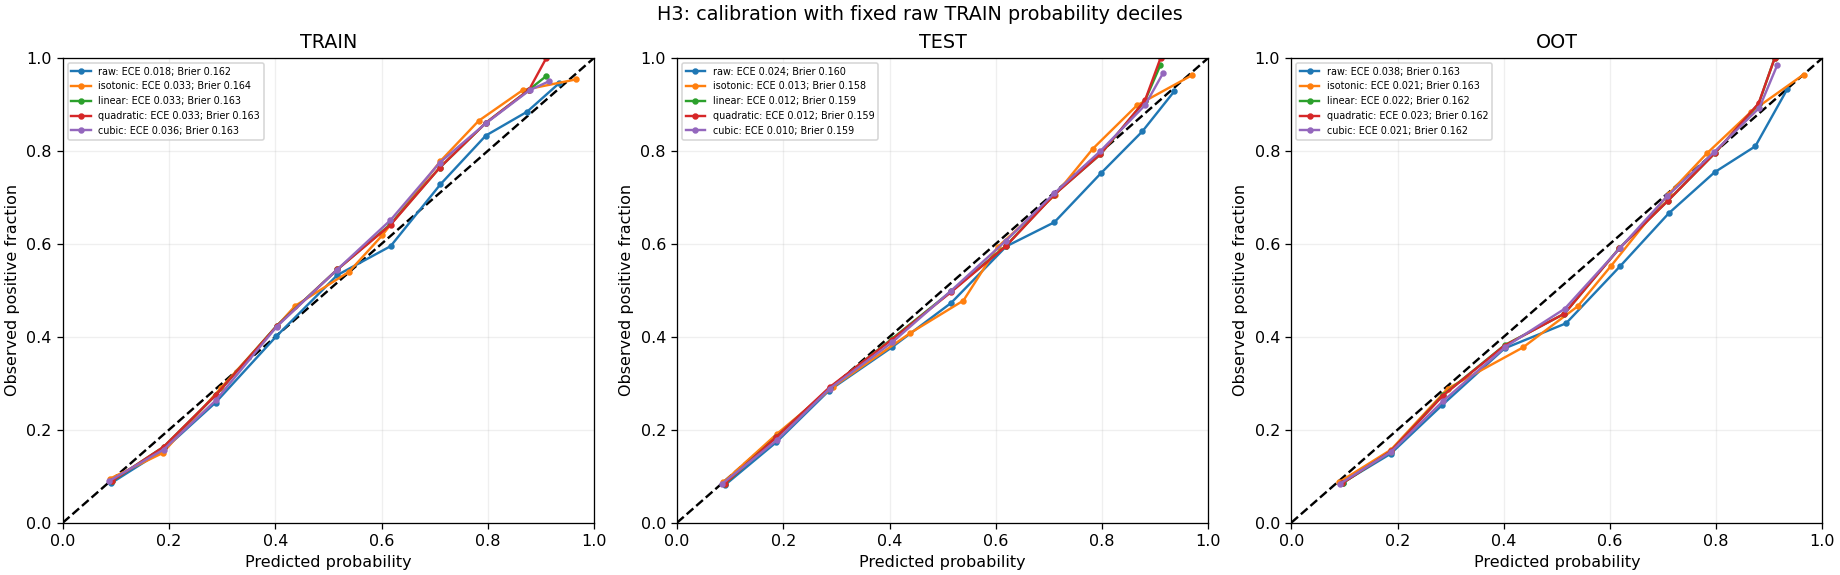 H3: calibration with fixed raw TRAIN probability deciles
TRAIN
raw: ECE 0.018; Brier 0.162
isotonic: ECE 0.033; Brier 0.164
linear: ECE 0.033; Brier 0.163
quadratic: ECE 0.033; Brier 0.163
cubic: ECE 0.036; Brier 0.163
Observed positive fraction
1.0
0.8
0.6
0.4
0.2
0.0
0.0 0.2 0.4 0.6 0.8 1.0
Predicted probability
TEST
raw: ECE 0.024; Brier 0.160
isotonic: ECE 0.013; Brier 0.158
linear: ECE 0.012; Brier 0.159
quadratic: ECE 0.012; Brier 0.159
cubic: ECE 0.010; Brier 0.159
Observed positive fraction
1.0
0.8
0.6
0.4
0.2
0.0
0.0 0.2 0.4 0.6 0.8 1.0
Predicted probability
OOT
raw: ECE 0.038; Brier 0.163
isotonic: ECE 0.021; Brier 0.163
linear: ECE 0.022; Brier 0.162
quadratic: ECE 0.023; Brier 0.162
cubic: ECE 0.021; Brier 0.162
Observed positive fraction
1.0
0.8
0.6
0.4
0.2
0.0
0.0 0.2 0.4 0.6 0.8 1.0
Predicted probability